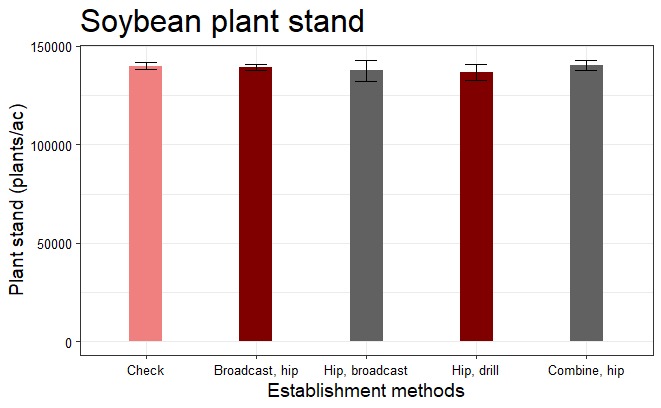 Soybean plant stand
150000
100000
50000
0
Plant stand (plants/ac)
Check
Broadcast, hip
Hip, broadcast
Hip, drill
Combine, hip
Establishment methods